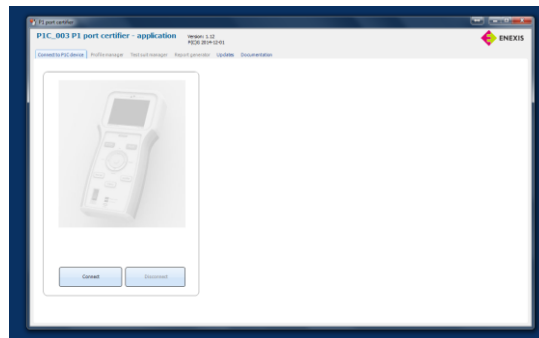 P1 port certifier
P1C_003 P1 port certifier - application
Version: 1.12
ENEXIS
Connect to P1C device Profile manager Test suit manager Report generator Updates Documentation
Connect Disconnect